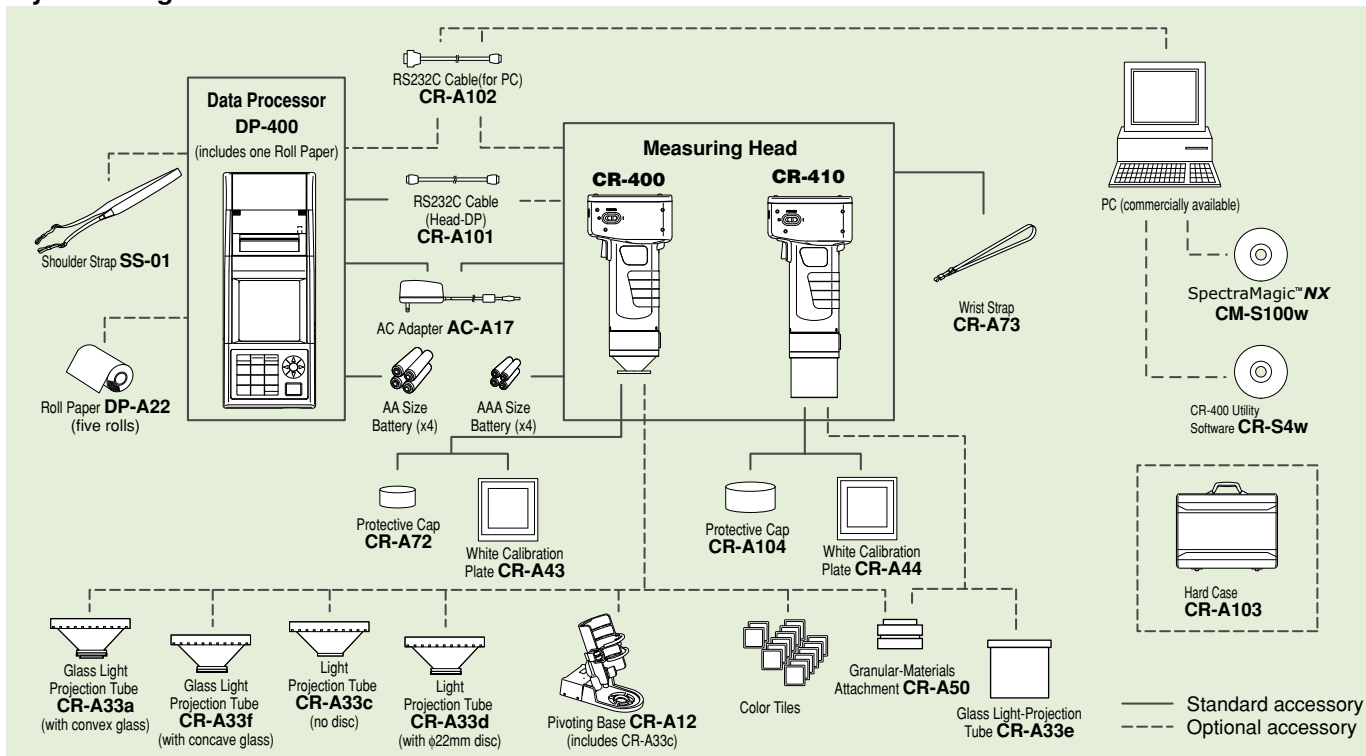 RS232C Cable(for PC)
CR-A102
Data Processor
DP-400
(includes one Roll Paper)
Shoulder Strap SS-01
Roll Paper DP-A22
(five rolls)
RS232C Cable
(Head-DP)
CR-A101
AC Adapter AC-A17
AA Size
Battery (x4)
AAA Size
Battery (x4)
Measuring Head
CR-400
CR-410
Wrist Strap
CR-A73
PC (commercially available)
SpectraMagic™NX
CM-S100w
CR-400 Utility
Software CR-S4w
Protective Cap
CR-A72
White Calibration
Plate CR-A43
Protective Cap
CR-A104
White Calibration
Plate CR-A44
Hard Case
CR-A103
Glass Light
Projection Tube
CR-A33a
(with convex glass)
Glass Light
Projection Tube
CR-A33f
(with concave glass)
Light
Projection Tube
CR-A33c
(no disc)
Light
Projection Tube
CR-A33d
(with ϕ22mm disc)
Pivoting Base CR-A12
(includes CR-A33c)
Color Tiles
Granular-Materials
Attachment CR-A50
Glass Light-Projection
Tube CR-A33e
Standard accessory
Optional accessory